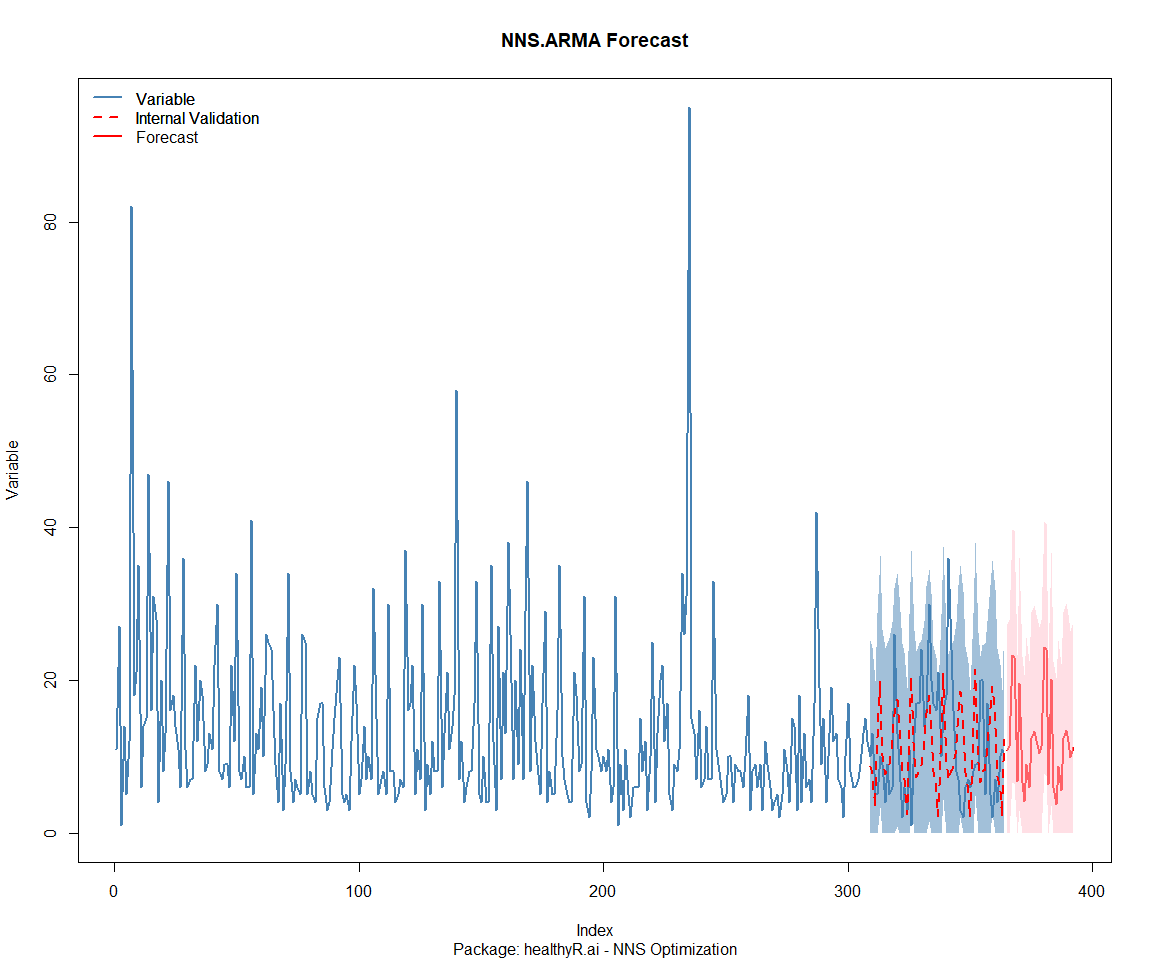 NNS.ARMA Forecast
Variable
Internal Validation
Forecast
Variable
80
60
40
20
0
0 100 200 300 400
Index
Package: healthyR.ai - NNS Optimization